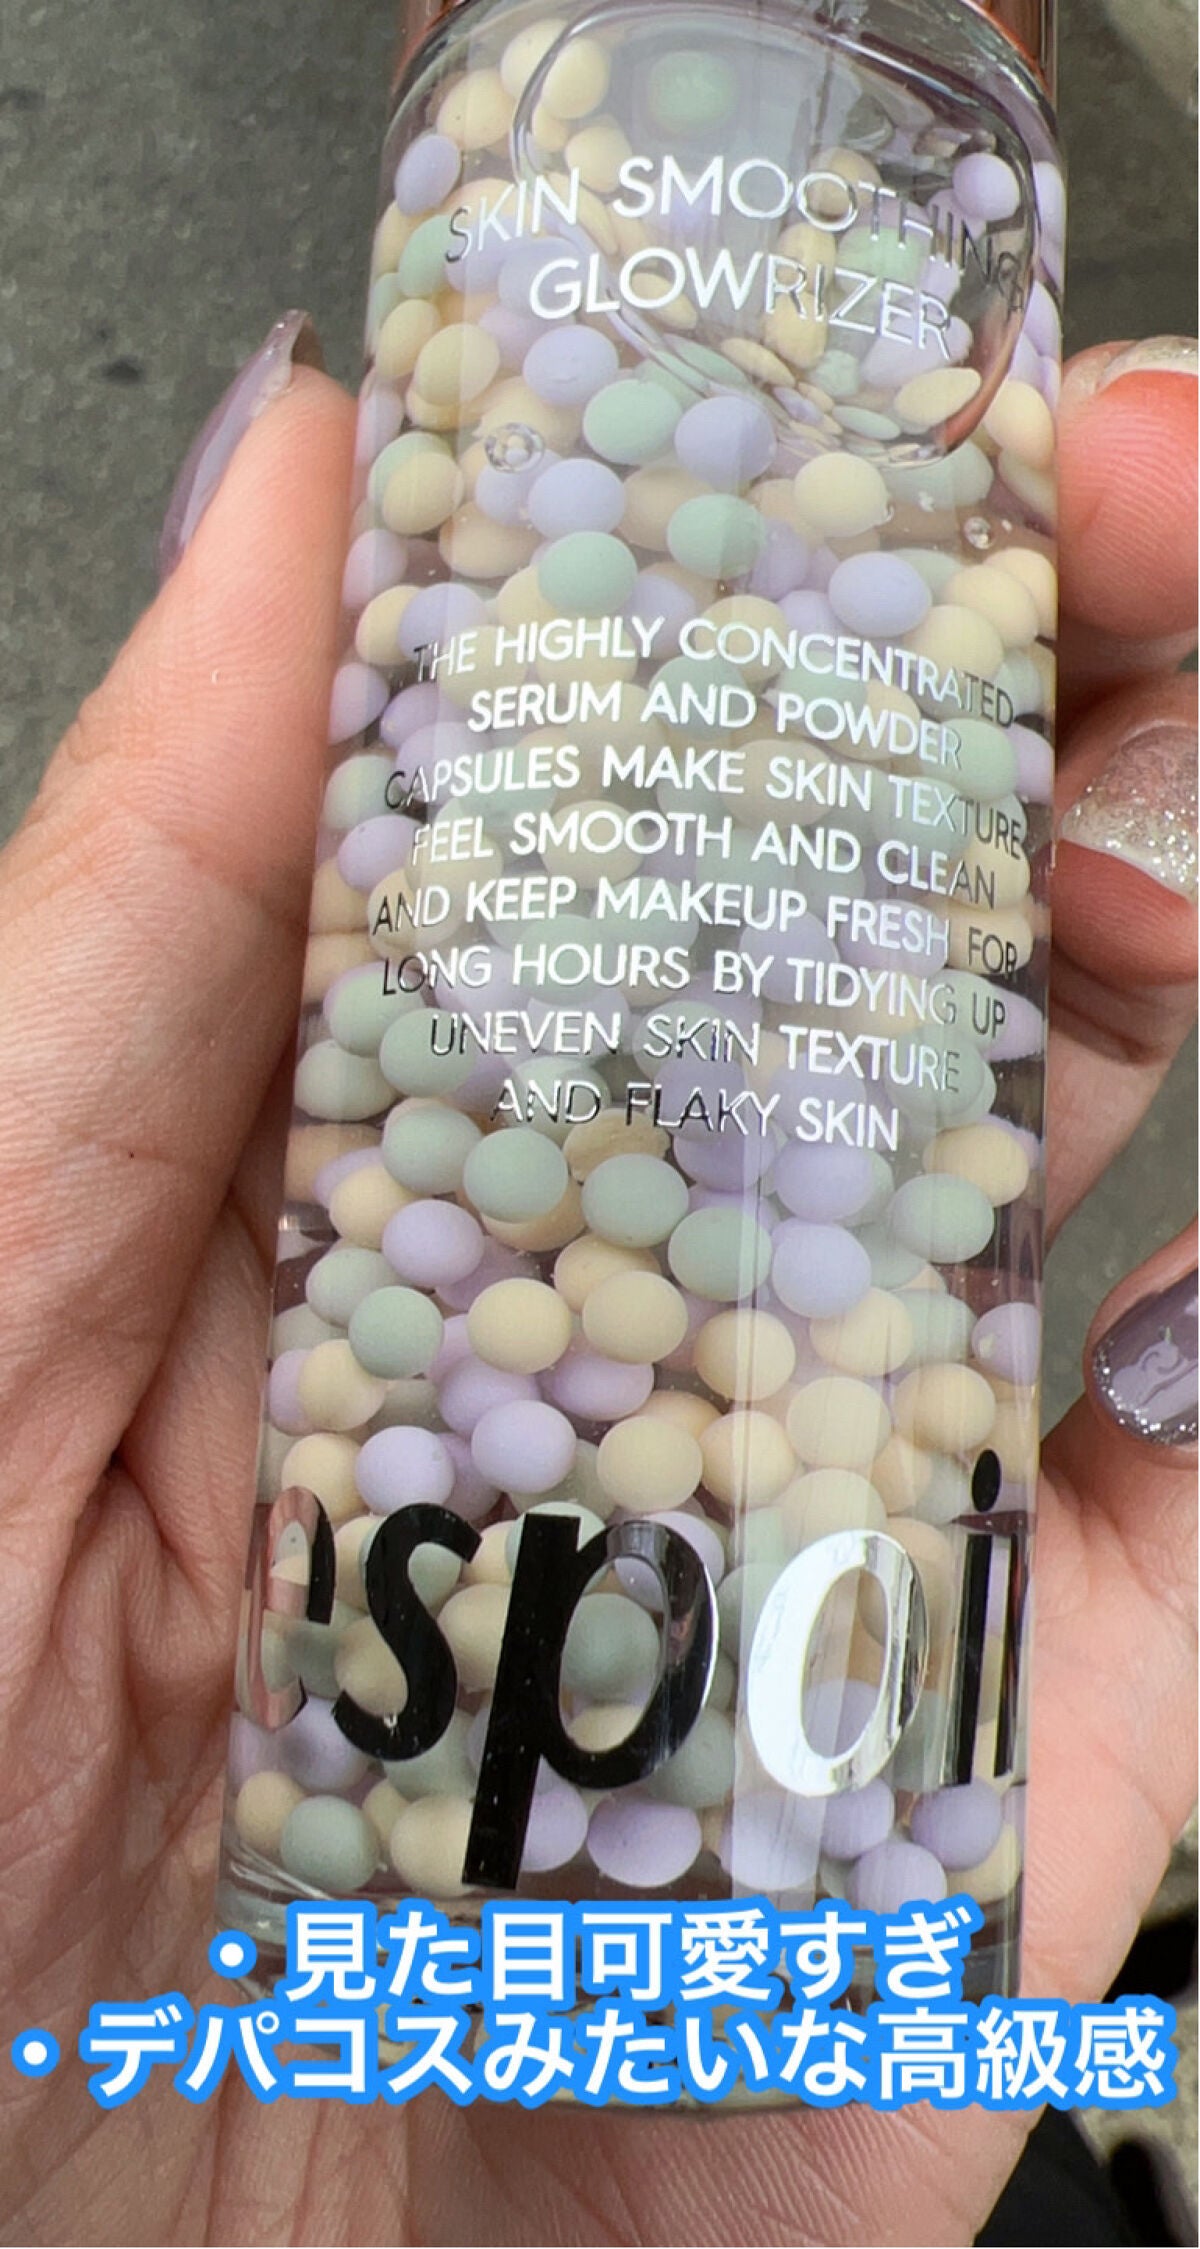 SKIN SMOOTHING
GLOWRIZER
THE HIGHLY CONCENTRATED
SERUM AND POWDER
CAPSULES MAKE SKIN TEXTURE
FEEL SMOOTH AND CLEAN
AND KEEP MAKEUP FRESH FOR
LONG HOURS BY TIDYING UP
UNEVEN SKIN TEXTURE
AND FLAKY SKIN
espoi
・見た目可愛すぎ
・デパコスみたいな高級感